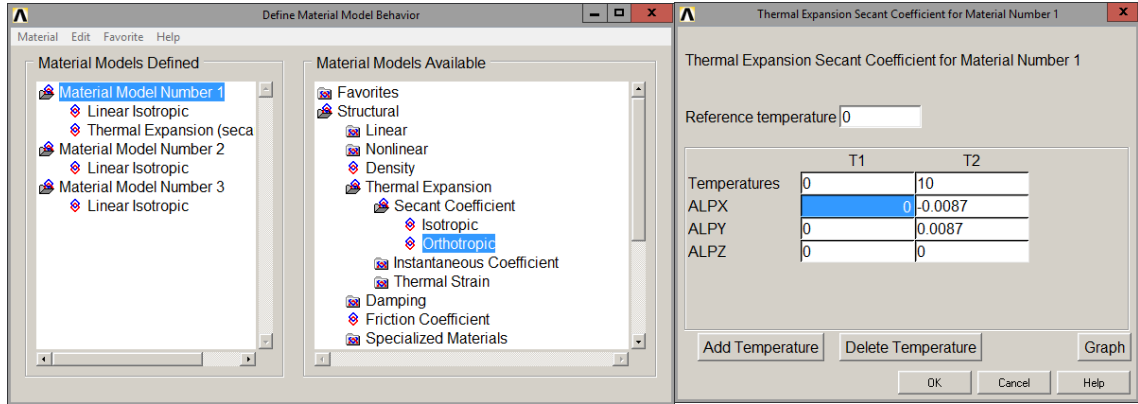 Define Material Model Behavior
Material Edit Favorite Help
Material Models Defined
Material Model Number 1
Linear Isotropic
Thermal Expansion (seca
Material Model Number 2
Linear Isotropic
Material Model Number 3
Linear Isotropic
Material Models Available
Favorites
Structural
Linear
Nonlinear
Density
Thermal Expansion
Secant Coefficient
Isotropic
Orthotropic
Instantaneous Coefficient
Thermal Strain
Damping
Friction Coefficient
Specialized Materials
Thermal Expansion Secant Coefficient for Material Number 1
Thermal Expansion Secant Coefficient for Material Number 1
Reference temperature 0
T1 T2
Temperatures 0 10
ALPX 0 -0.0087
ALPY 0 0.0087
ALPZ 0 0
Add Temperature Delete Temperature Graph
OK Cancel Help